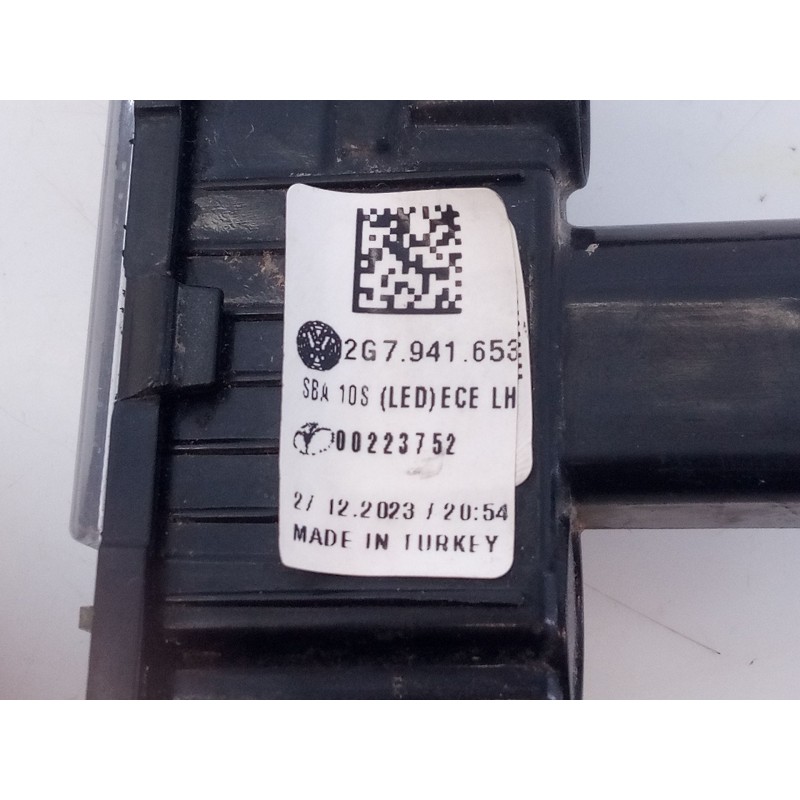 2G7.941.653
SBA 10S (LED)ECE LH
00223752
27 12.2023 / 20:54
MADE IN TURKEY